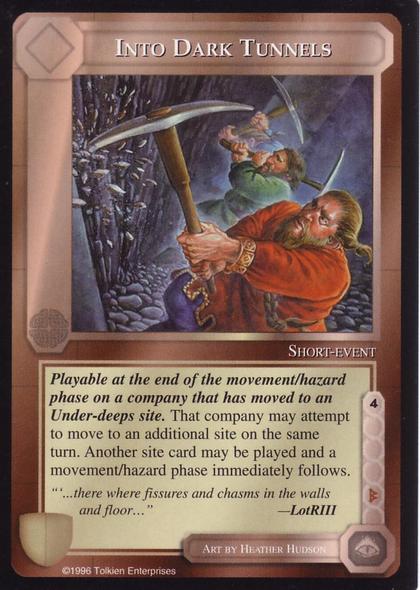 INTO DARK TUNNELS
SHORT-EVENT
Playable at the end of the movement/hazard
phase on a company that has moved to an
Under-deeps site. That company may attempt
to move to an additional site on the same
turn. Another site card may be played and a
movement/hazard phase immediately follows.
“‘...there where fissures and chasms in the walls
and floor...” —LotRIII
4
ART BY HEATHER HUDSON
©1996 Tolkien Enterprises